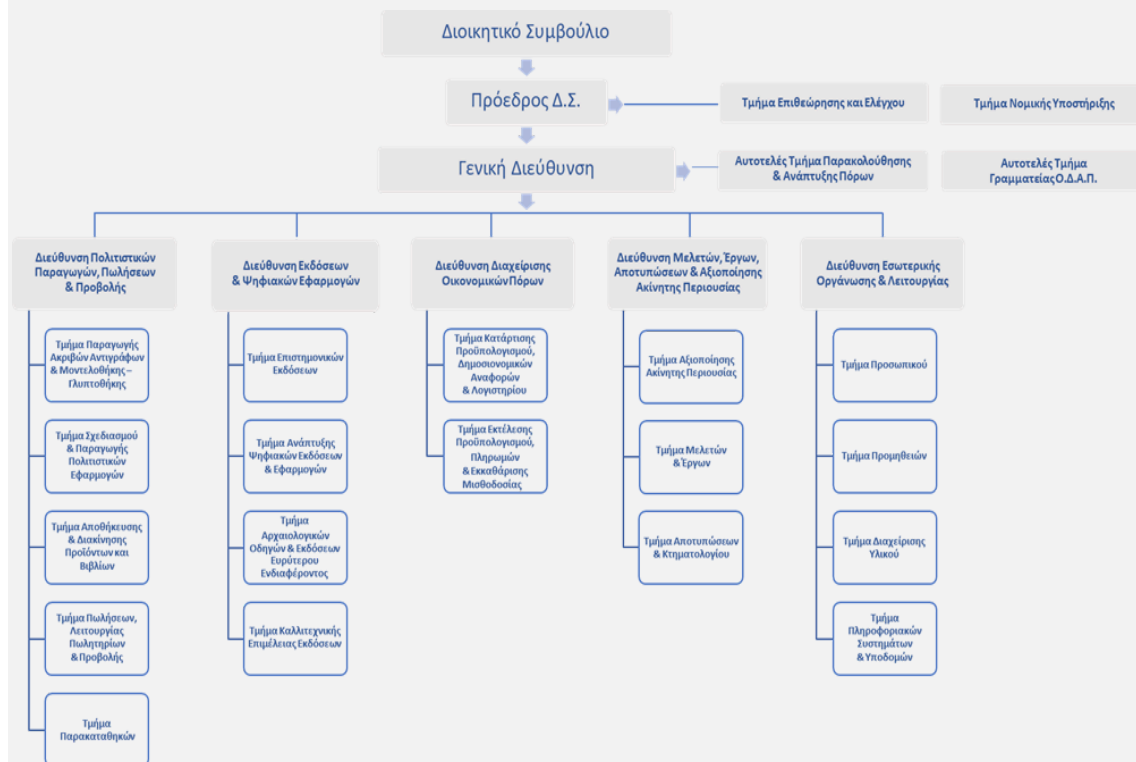 Διοικητικό Συμβούλιο
Πρόεδρος Δ.Σ.
Τμήμα Επιθεώρησης και Ελέγχου
Τμήμα Νομικής Υποστήριξης
Γενική Διεύθυνση
Αυτοτελές Τμήμα Παρακολούθησης
& Ανάπτυξης Πόρων
Αυτοτελές Τμήμα
Γραμματείας Ο.Δ.Α.Π.
Διεύθυνση Πολιτιστικών
Παραγωγών, Πωλήσεων
& Προβολής
Τμήμα Παραγωγής
Ακριβών Αντιγράφων
& Μοντελοθήκης –
Γλυπτοθήκης
Τμήμα Σχεδιασμού
& Παραγωγής
Πολιτιστικών
Εφαρμογών
Τμήμα Αποθήκευσης
& Διακίνησης
Προϊόντων και
Βιβλίων
Τμήμα Πωλήσεων,
Λειτουργίας
Πωλητηρίων
& Προβολής
Τμήμα
Παρακαταθηκών
Διεύθυνση Εκδόσεων
& Ψηφιακών Εφαρμογών
Τμήμα Επιστημονικών
Εκδόσεων
Τμήμα Ανάπτυξης
Ψηφιακών Εκδόσεων
& Εφαρμογών
Τμήμα
Αρχαιολογικών
Οδηγών & Εκδόσεων
Ευρύτερου
Ενδιαφέροντος
Τμήμα Καλλιτεχνικής
Επιμέλειας Εκδόσεων
Διεύθυνση Διαχείρισης
Οικονομικών Πόρων
Τμήμα Κατάρτισης
Προϋπολογισμού,
Δημοσιονομικών
Αναφορών
& Λογιστηρίου
Τμήμα Εκτέλεσης
Προϋπολογισμού,
Πληρωμών
& Εκκαθάρισης
Μισθοδοσίας
Διεύθυνση Μελετών, Έργων,
Αποτυπώσεων & Αξιοποίησης
Ακίνητης Περιουσίας
Τμήμα Αξιοποίησης
Ακίνητης Περιουσίας
Τμήμα Μελετών
& Έργων
Τμήμα Αποτυπώσεων
& Κτηματολογίου
Διεύθυνση Εσωτερικής
Οργάνωσης & Λειτουργίας
Τμήμα Προσωπικού
Τμήμα Προμηθειών
Τμήμα Διαχείρισης
Υλικού
Τμήμα
Πληροφοριακών
Συστημάτων
& Υποδομών